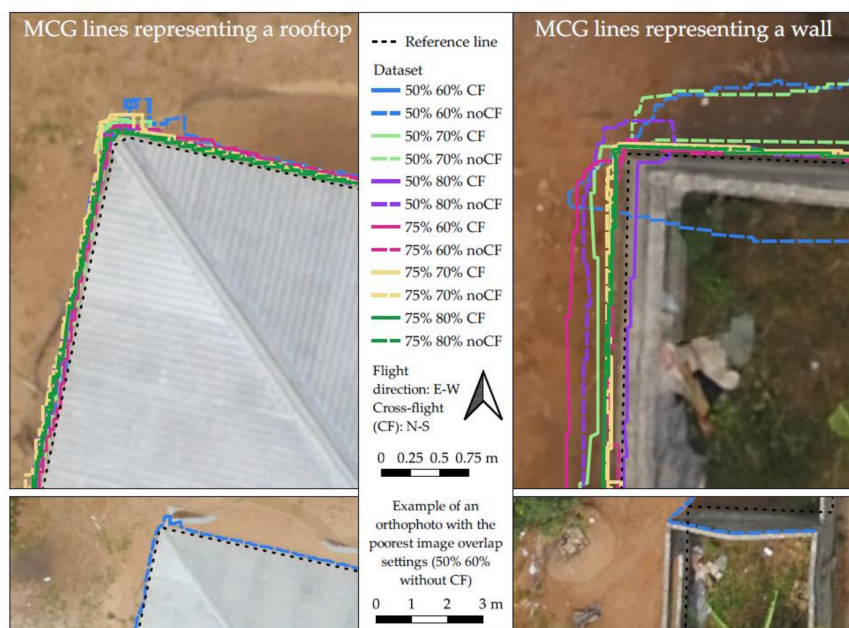 MCG lines representing a rooftop
MCG lines representing a wall
Reference line
Dataset
50% 60% CF
50% 60% noCF
50% 70% CF
50% 70% noCF
50% 80% CF
50% 80% noCF
75% 60% CF
75% 60% noCF
75% 70% CF
75% 70% noCF
75% 80% CF
75% 80% noCF
Flight
direction: E-W
Cross-flight
(CF): N-S
0 0.25 0.5 0.75 m
Example of an
orthophoto with the
poorest image overlap
settings (50% 60%
without CF)
0 1 2 3 m